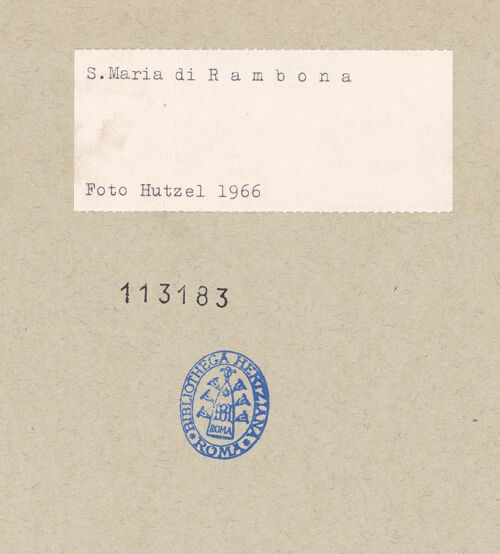 S.Maria di R a m b o n a
Foto Hutzel 1966
113183
BIBLIOTHECA HERTZIANA
ROMA
* ROMA *